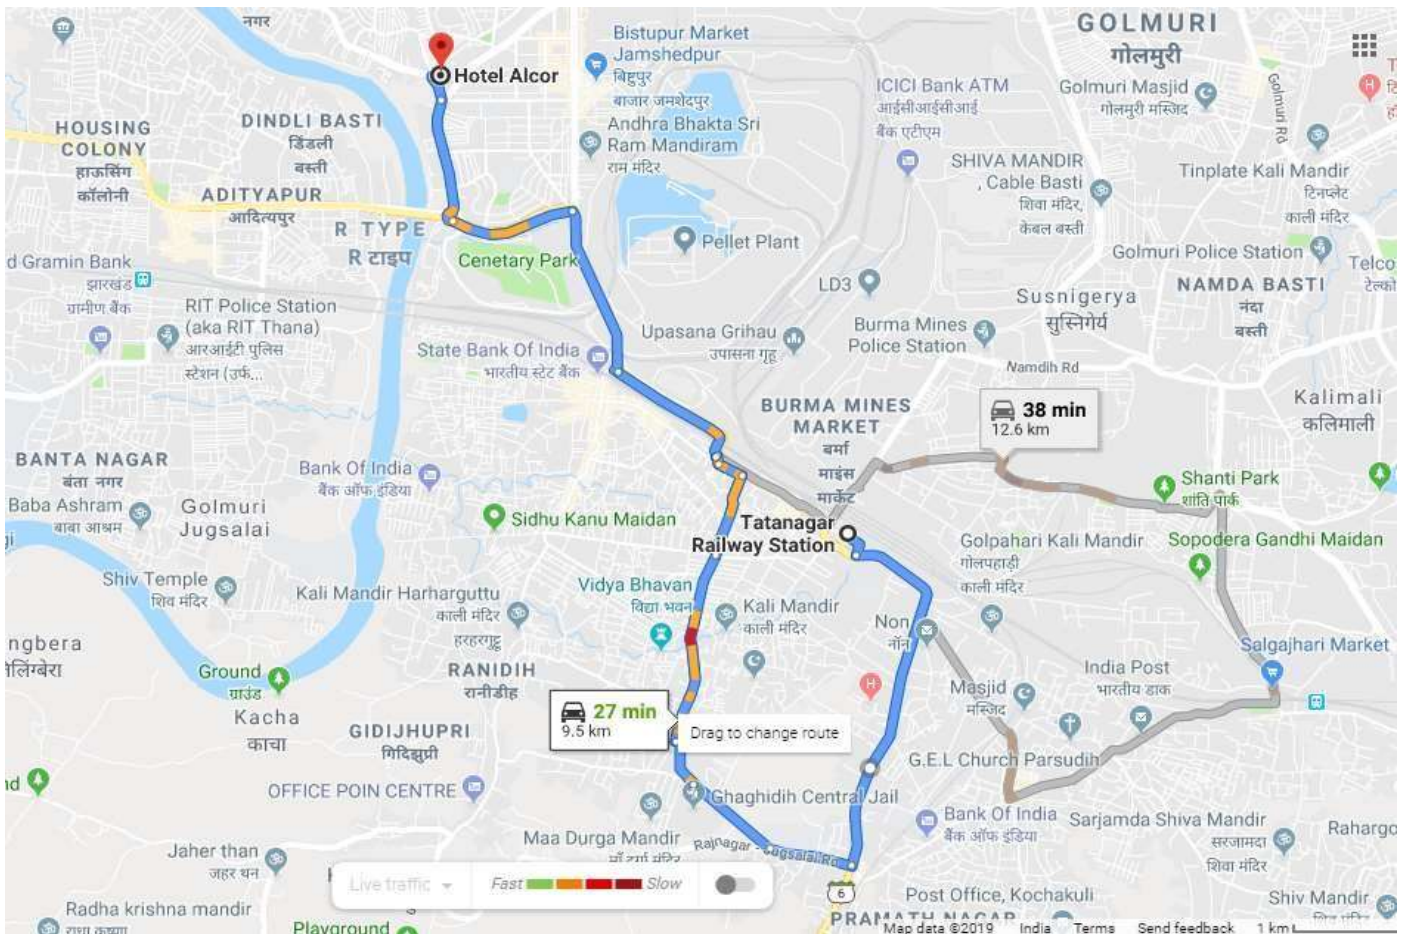 नगर
Bistupur Market
Jamshedpur
बिष्टुपुर
बाजार जमशेदपुर
GOLMURI
गोलमुरी
Hotel Alcor
ICICI Bank ATM
आईसीआईसीआई
बैंक एटीएम
Golmuri Masjid
गोलमुरी मस्जिद
Golmuri Rd
HOUSING
COLONY
हाऊसिंग
कॉलोनी
DINDLI BASTI
डिंडली
बस्ती
Andhra Bhakta Sri
Ram Mandiram
राम मंदिर
SHIVA MANDIR
, Cable Basti
शिवा मंदिर,
केबल बस्ती
Tinplate Kali Mandir
टिनप्लेट
काली मंदिर
ADITYAPUR
आदित्यपुर
R TYPE
R टाइप
Pellet Plant
Golmuri Police Station
Cenetary Park
d Gramin Bank
झारखंड
ग्रामीण बैंक
LD3
Telco
टेल्को
NAMDA BASTI
नंदा
बस्ती
Susnigerya
सुस्निगेर्य
RIT Police Station
(aka RIT Thana)
आरआईटी पुलिस
स्टेशन (उर्फ...
Upasana Grihau
उपासना गृह
Burma Mines
Police Station
State Bank Of India
भारतीय स्टेट बैंक
Namdih Rd
BURMA MINES
MARKET
बर्मा
माइंस
मार्केट
38 min
12.6 km
Kalimali
कलिमाली
BANTA NAGAR
बंता नगर
Bank Of India
बैंक ऑफ़ इंडिया
Shanti Park
शांति पार्क
Baba Ashram
बाबा आश्रम
Golmuri
Jugsalai
Sidhu Kanu Maidan
Tatanagar
Railway Station
Golpahari Kali Mandir
गोलपहाड़ी
काली मंदिर
Sopodera Gandhi Maidan
Shiv Temple
शिव मंदिर
Kali Mandir Harharguttu
काली मंदिर
हरहरगुट्टू
Vidya Bhavan
विद्या भवन
Kali Mandir
काली मंदिर
Non
नॉन
ngbera
Salgajhari Market
Ground
ग्राउंड
RANIDIH
रानीडीह
India Post
भारतीय डाक
Masjid
मस्जिद
Kacha
काचा
GIDIJHUPRI
गिदिझुप्री
27 min
9.5 km
Drag to change route
G.E.L Church Parsudih
OFFICE POIN CENTRE
Ghaghidih Central Jail
Bank Of India
बैंक ऑफ़ इंडिया
Sarjamda Shiva Mandir
सरजामदा
शिवा मंदिर
Rahargo
Maa Durga Mandir
Rajnagar - Jugsalai Rd
Jaher than
जहर थन
Live traffic
Fast
Slow
6
Post Office, Kochakuli
Shiv Mandir
Radha krishna mandir
PRAMATH NAGAR
Playground
Map data ©2019
India
Terms
Send feedback
1 km